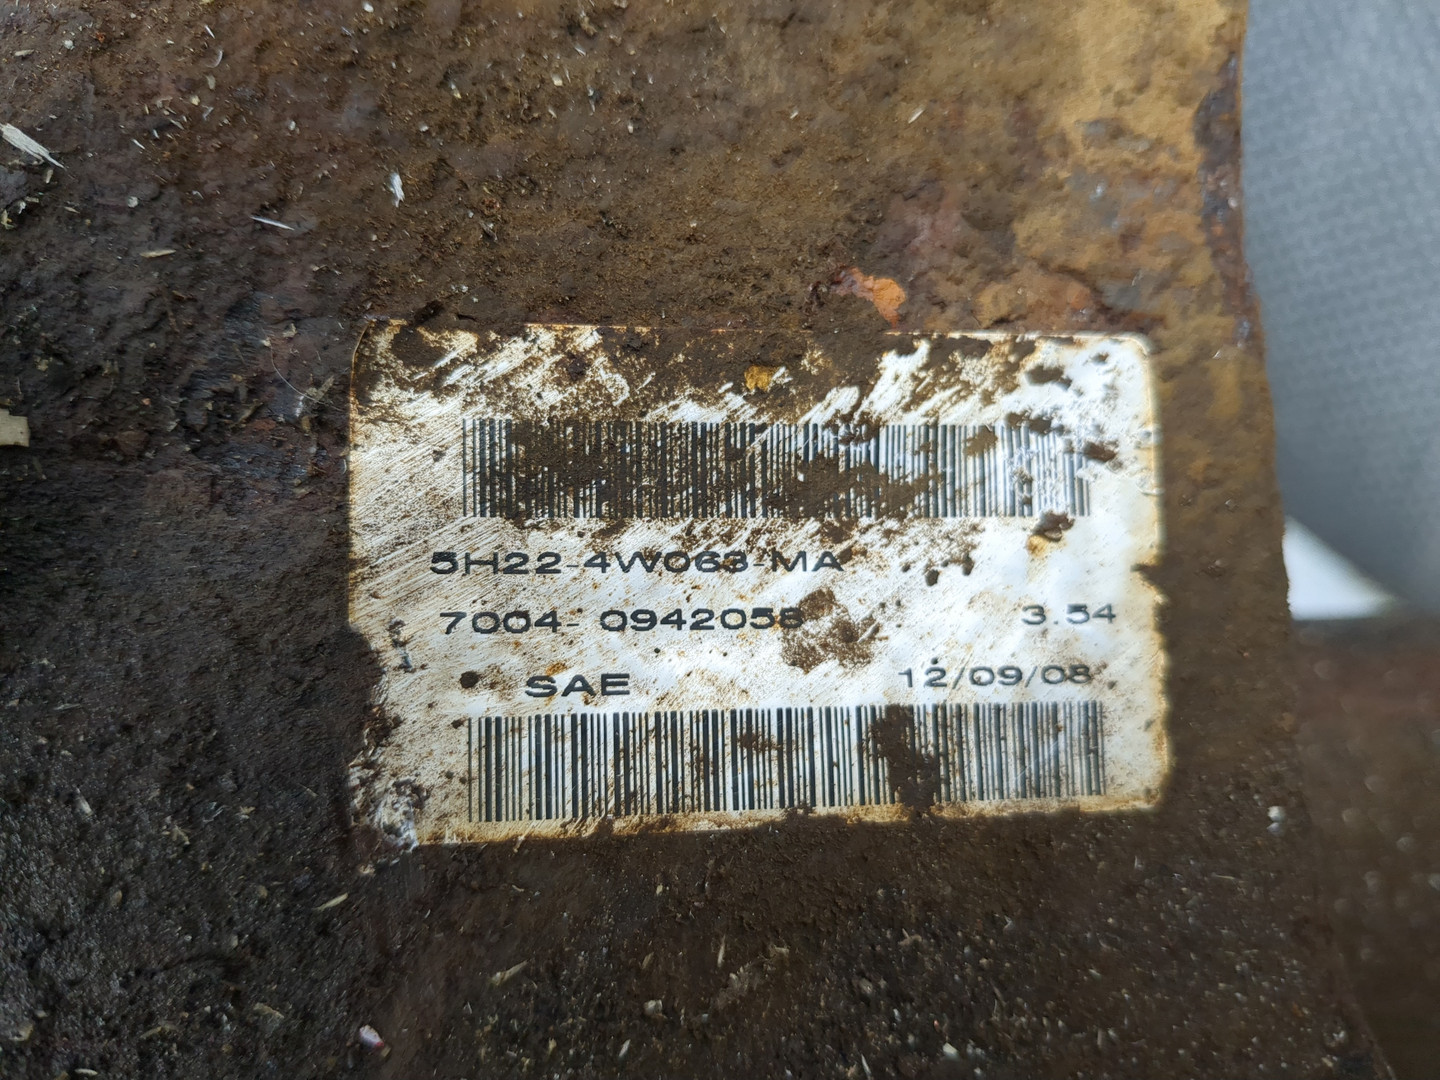 5H22-4W063-MA
7004- 0942058 3.54
SAE 12/09/08